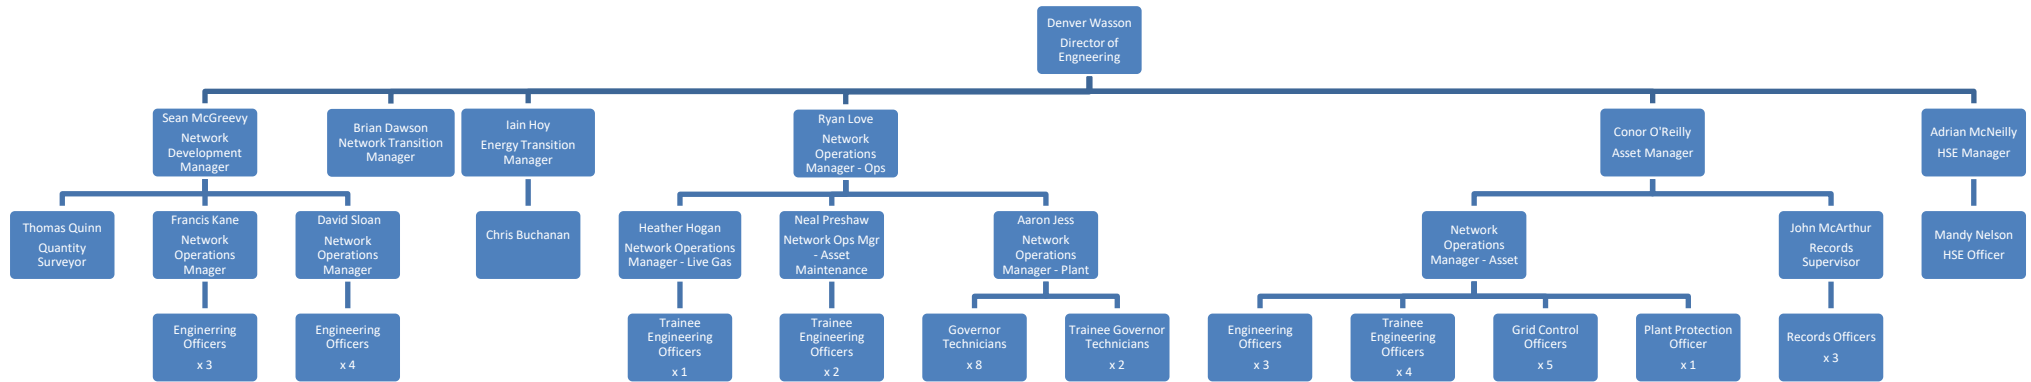 Denver Wasson
Director of
Engneering
Sean McGreevy
Network
Development
Manager
Brian Dawson
Network Transition
Manager
Iain Hoy
Energy Transition
Manager
Ryan Love
Network
Operations
Manager - Ops
Conor O'Reilly
Asset Manager
Adrian McNeilly
HSE Manager
Thomas Quinn
Quantity
Surveyor
Francis Kane
Network
Operations
Mnager
David Sloan
Network
Operations
Manager
Chris Buchanan
Heather Hogan
Network Operations
Manager - Live Gas
Neal Preshaw
Network Ops Mgr
- Asset
Maintenance
Aaron Jess
Network
Operations
Manager - Plant
Network
Operations
Manager - Asset
John McArthur
Records
Supervisor
Mandy Nelson
HSE Officer
Enginerring
Officers
x 3
Engineering
Officers
x 4
Trainee
Engineering
Officers
x 1
Trainee
Engineering
Officers
x 2
Governor
Technicians
x 8
Trainee Governor
Technicians
x 2
Engineering
Officers
x 3
Trainee
Engineering
Officers
x 4
Grid Control
Officers
x 5
Plant Protection
Officer
x 1
Records Officers
x 3